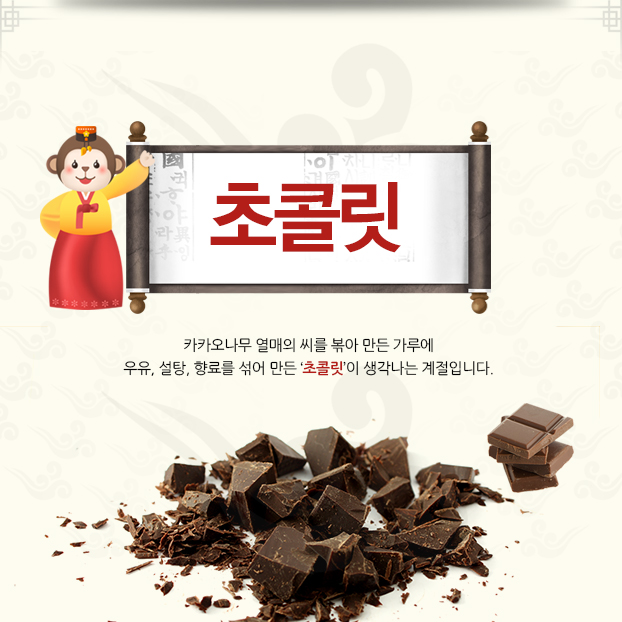 초콜릿
카카오나무 열매의 씨를 볶아 만든 가루에
우유, 설탕, 향료를 섞어 만든 ‘초콜릿’이 생각나는 계절입니다.